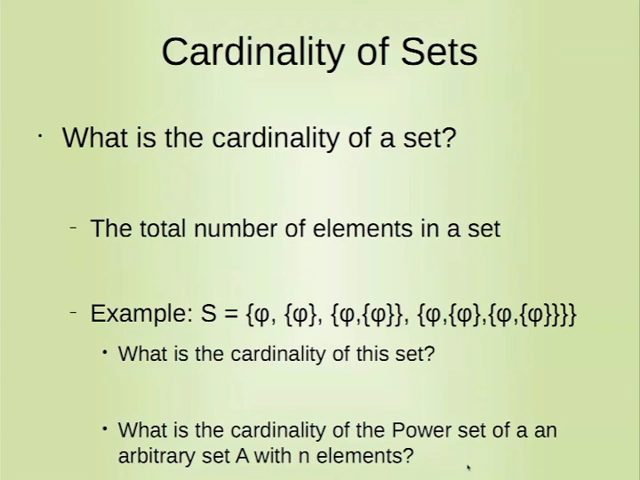 Cardinality of Sets
· What is the cardinality of a set?
– The total number of elements in a set
– Example: S = {φ, {φ}, {φ,{φ}}, {φ,{φ},{φ,{φ}}}}
• What is the cardinality of this set?
• What is the cardinality of the Power set of a an
arbitrary set A with n elements?